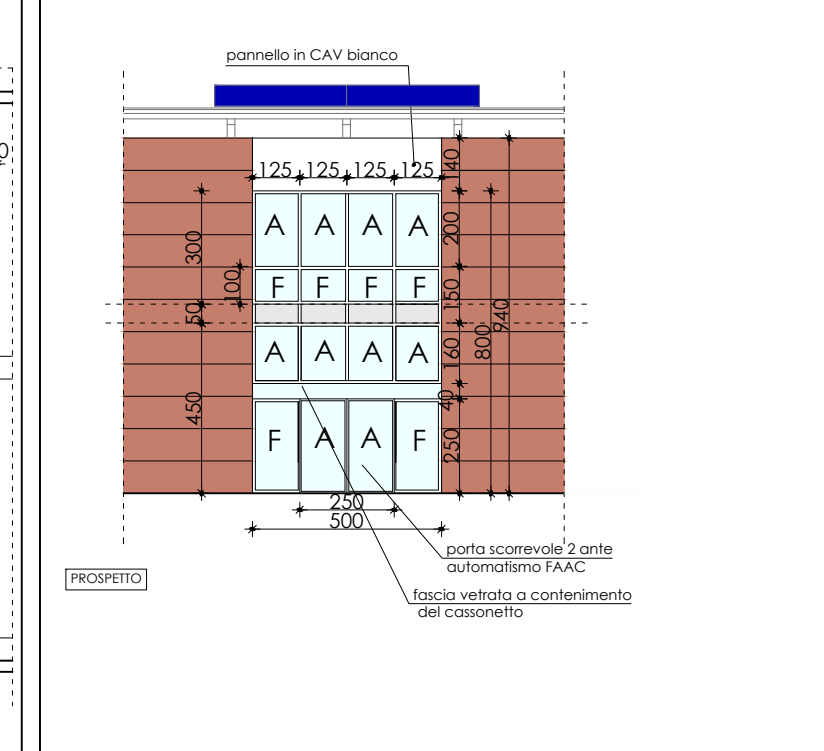 pannello in CAV bianco
125 125 125 125
140
A A A A
200
300
100
F F F F
150
50
940
800
A A A A
160
40
450
F A A F
250
250
500
porta scorrevole 2 ante
automatismo FAAC
PROSPETTO
fascia vetrata a contenimento
del cassonetto